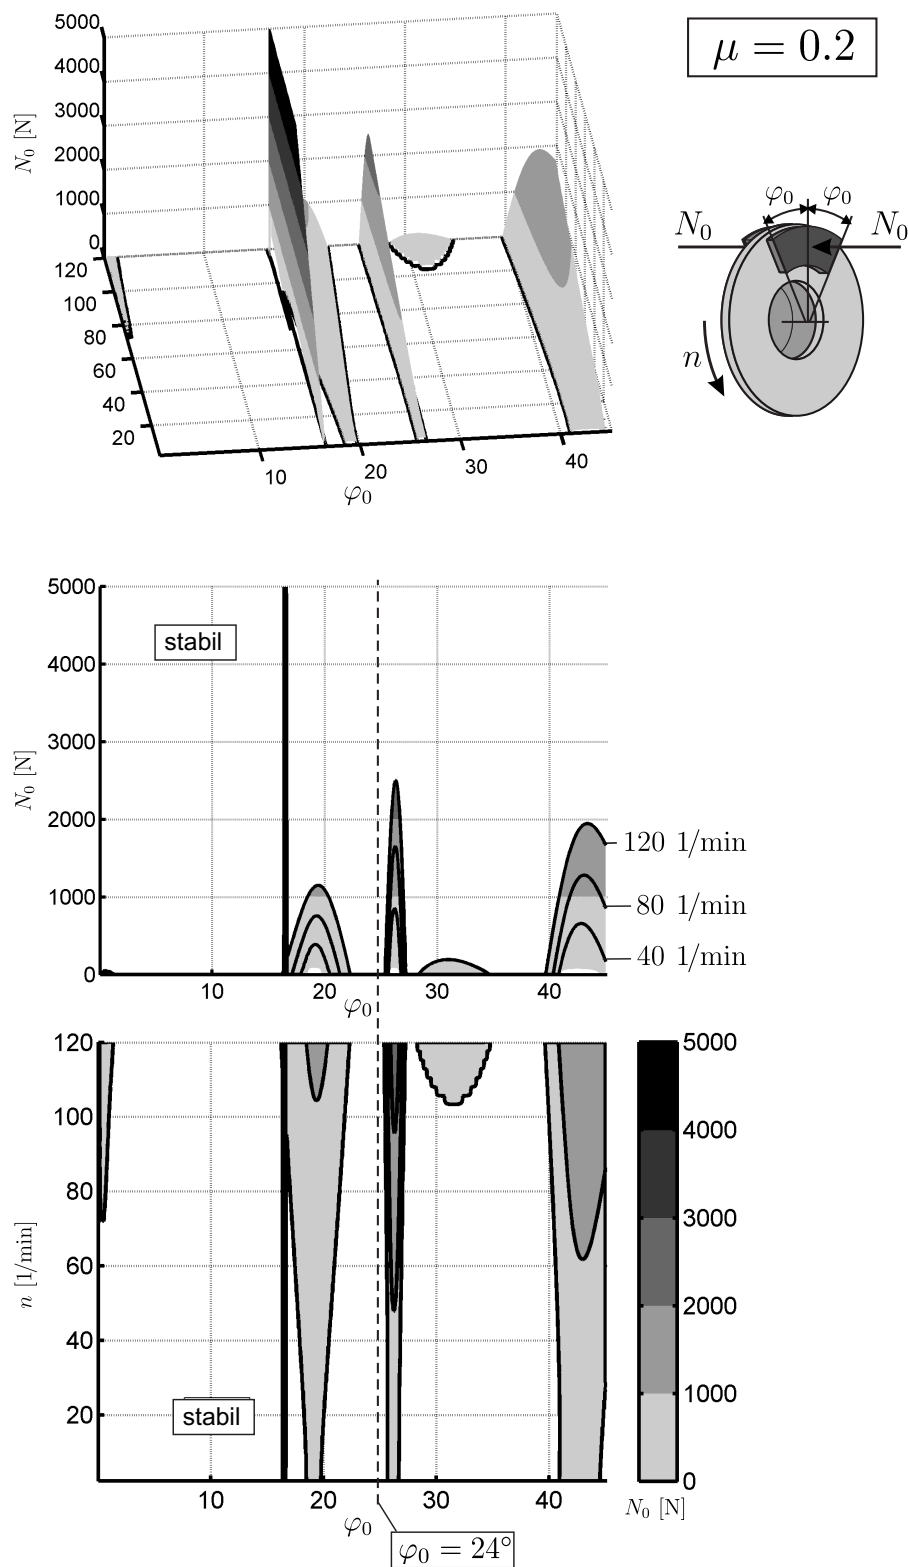 5000
4000
3000
2000
1000
0
N₀ [N]
120
100
80
60
40
20
10
20
30
40
φ₀
μ = 0.2
φ₀ φ₀
N₀ N₀
n
5000
4000
3000
2000
1000
0
N₀ [N]
stabil
120 1/min
80 1/min
40 1/min
10 20 30 40
φ₀
120
100
80
60
40
20
n [1/min]
stabil
10 20 30 40
φ₀
φ₀ = 24°
5000
4000
3000
2000
1000
0
N₀ [N]